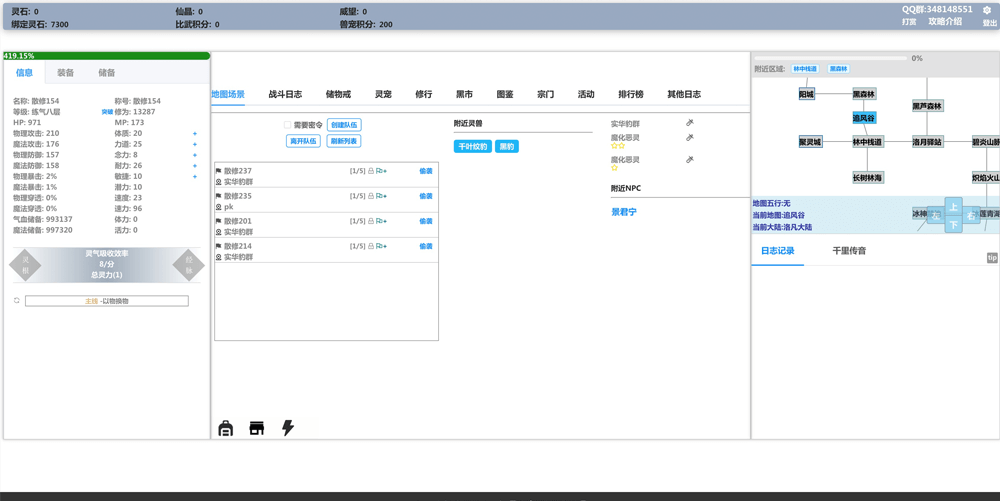 灵石: 0 仙晶: 0 威望: 0 QQ群:348148551
绑定灵石: 7300 比武积分: 0 兽宠积分: 200 打赏 攻略介绍 登出
419.15%
信息 装备 储备
名称: 散修154 称号: 散修154
等级: 练气八层 突破 修为: 13287
HP: 971 MP: 173
物理攻击: 210 体质: 20 +
魔法攻击: 176 力道: 25 +
物理防御: 157 念力: 8 +
魔法防御: 158 耐力: 26 +
物理暴击: 2% 敏捷: 10 +
魔法暴击: 1% 潜力: 10
物理穿透: 0% 速度: 23
魔法穿透: 0% 速力: 96
气血储备: 993137 体力: 0
魔法储备: 997320 活力: 0
灵根
灵气吸收效率
8/分
总灵力(1)
经脉
主线 -以物换物
地图场景 战斗日志 储物戒 灵宠 修行 黑市 图鉴 宗门 活动 排行榜 其他日志
需要密令 创建队伍
离开队伍 刷新列表
散修237 [1/5] + 偷袭
实华豹群
散修235 [1/5] + 偷袭
pk
散修201 [1/5] + 偷袭
实华豹群
散修214 [1/5] + 偷袭
实华豹群
附近灵兽
千叶纹豹 黑豹
实华豹群
魔化恶灵
魔化恶灵
附近NPC
景君宁
0%
附近区域: 林中栈道 黑森林
阳城 黑森林
黑芦森林
追风谷
聚灵城 林中栈道 洛月驿站 碧炎山脉
长树林海 炽焰火山
地图五行:无
当前地图:追风谷
当前大陆:洛凡大陆
冰神
上
左 右
下
莲青湖
日志记录 千里传音
tip